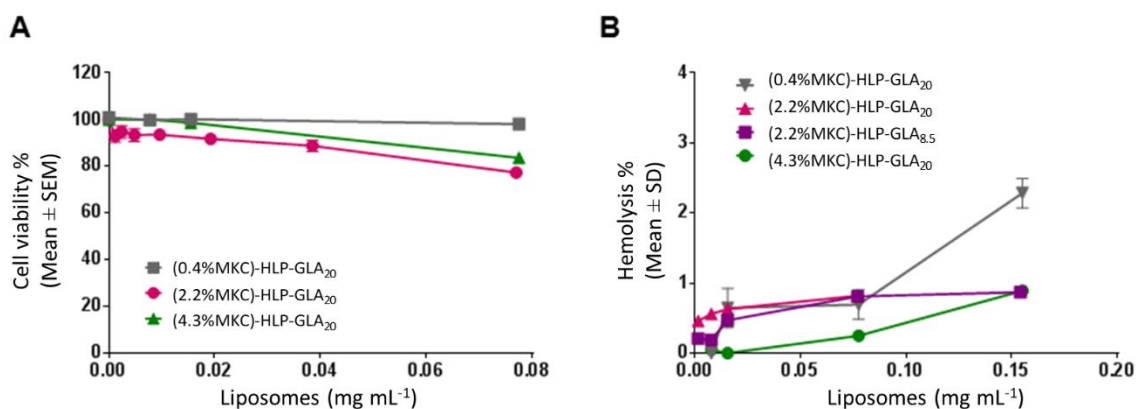 A
Cell viability %
(Mean ± SEM)
120
100
80
60
40
20
0
(0.4%MKC)-HLP-GLA₂₀
(2.2%MKC)-HLP-GLA₂₀
(4.3%MKC)-HLP-GLA₂₀
0.00 0.02 0.04 0.06 0.08
Liposomes (mg mL⁻¹)
B
Hemolysis %
(Mean ± SD)
4
3
2
1
0
(0.4%MKC)-HLP-GLA₂₀
(2.2%MKC)-HLP-GLA₂₀
(2.2%MKC)-HLP-GLA₈.₅
(4.3%MKC)-HLP-GLA₂₀
0.00 0.05 0.10 0.15 0.20
Liposomes (mg mL⁻¹)